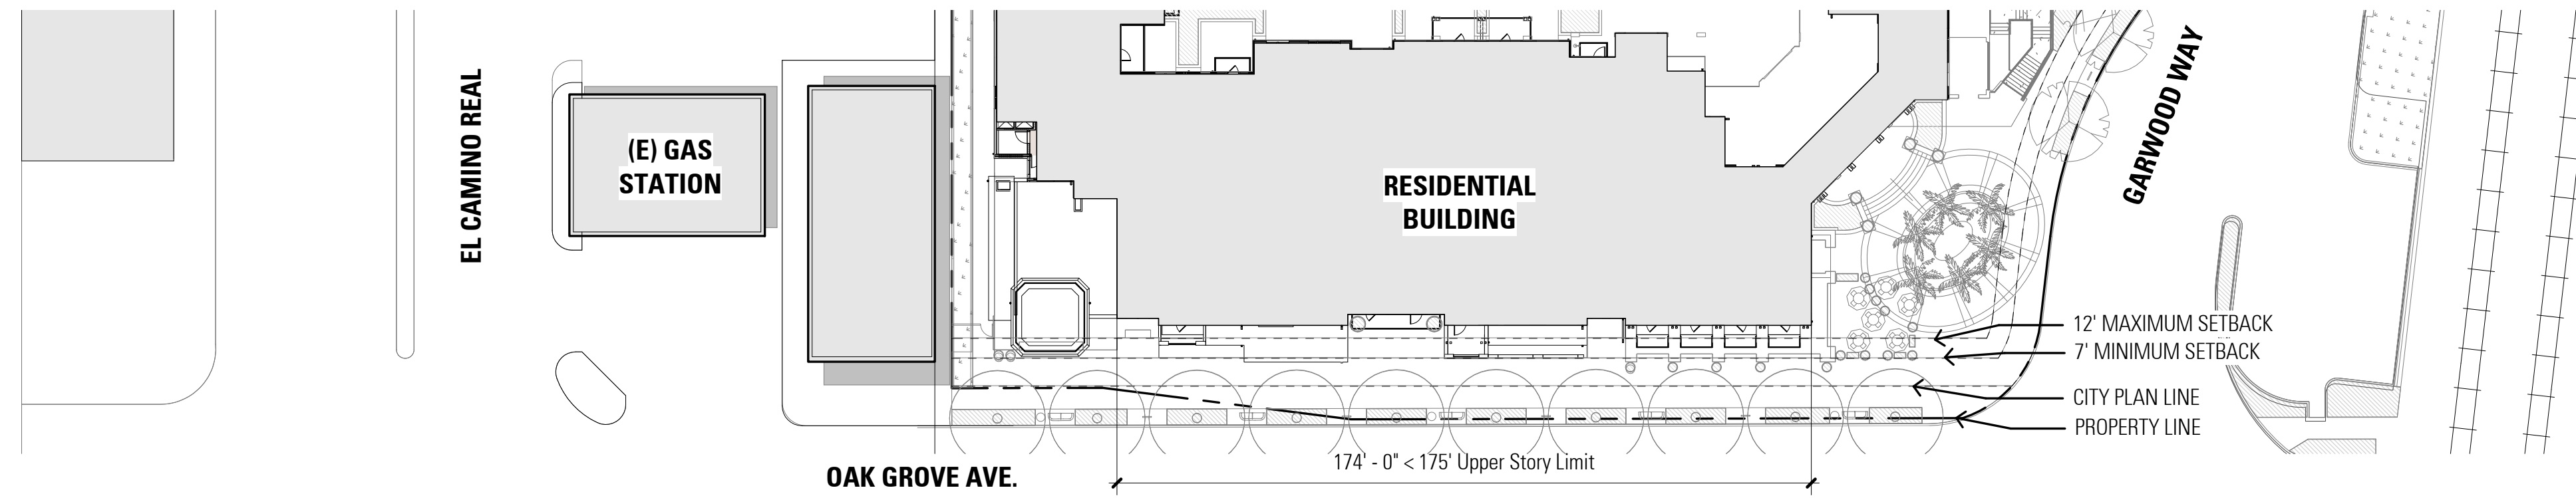 EL CAMINO REAL
(E) GAS
STATION
RESIDENTIAL
BUILDING
GARWOOD WAY
12' MAXIMUM SETBACK
7' MINIMUM SETBACK
CITY PLAN LINE
PROPERTY LINE
174' - 0" < 175' Upper Story Limit
OAK GROVE AVE.